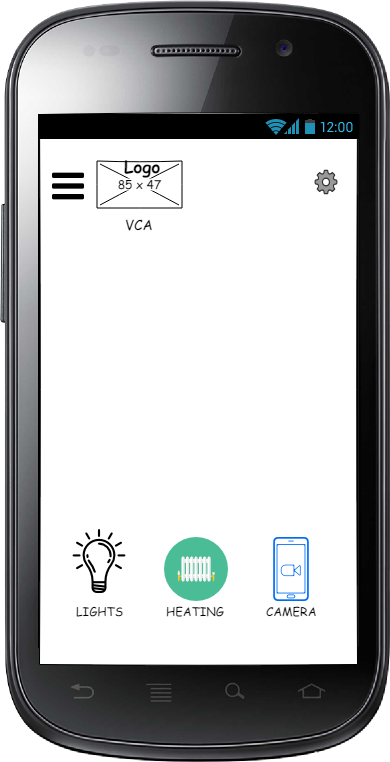 12:00
Logo
85 x 47
VCA
LIGHTS
HEATING
CAMERA